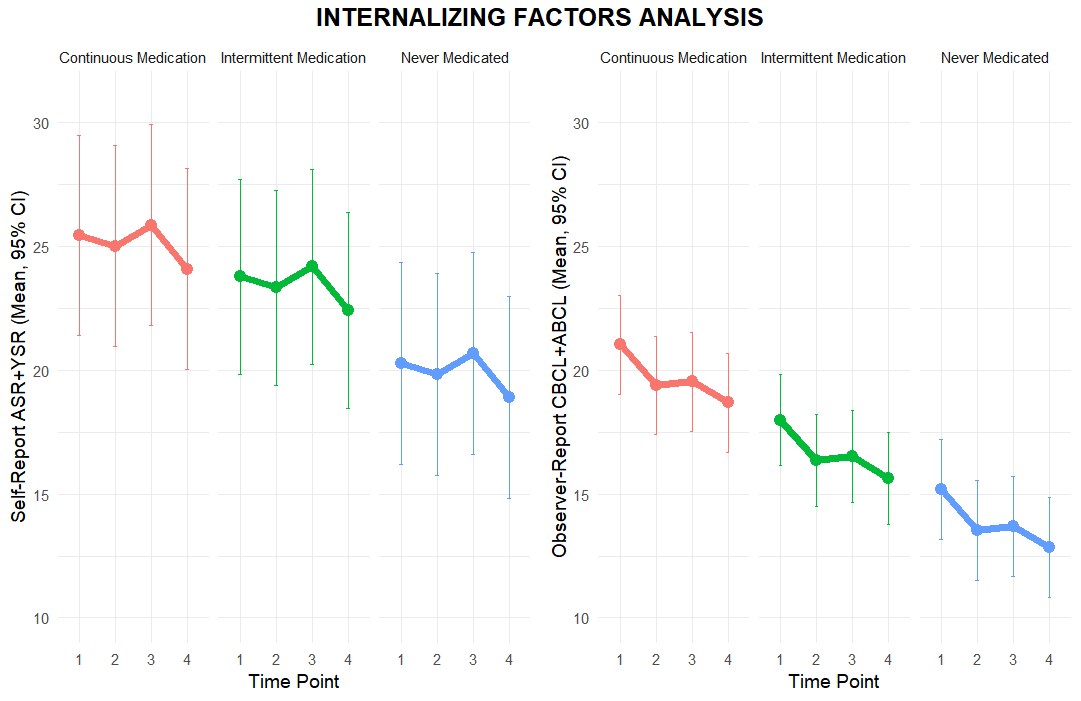 INTERNALIZING FACTORS ANALYSIS
Continuous Medication Intermittent Medication Never Medicated
Self-Report ASR+YSR (Mean, 95% CI)
30
25
20
15
10
1 2 3 4 1 2 3 4 1 2 3 4
Time Point
Continuous Medication Intermittent Medication Never Medicated
Observer-Report CBCL+ABCL (Mean, 95% CI)
30
25
20
15
10
1 2 3 4 1 2 3 4 1 2 3 4
Time Point